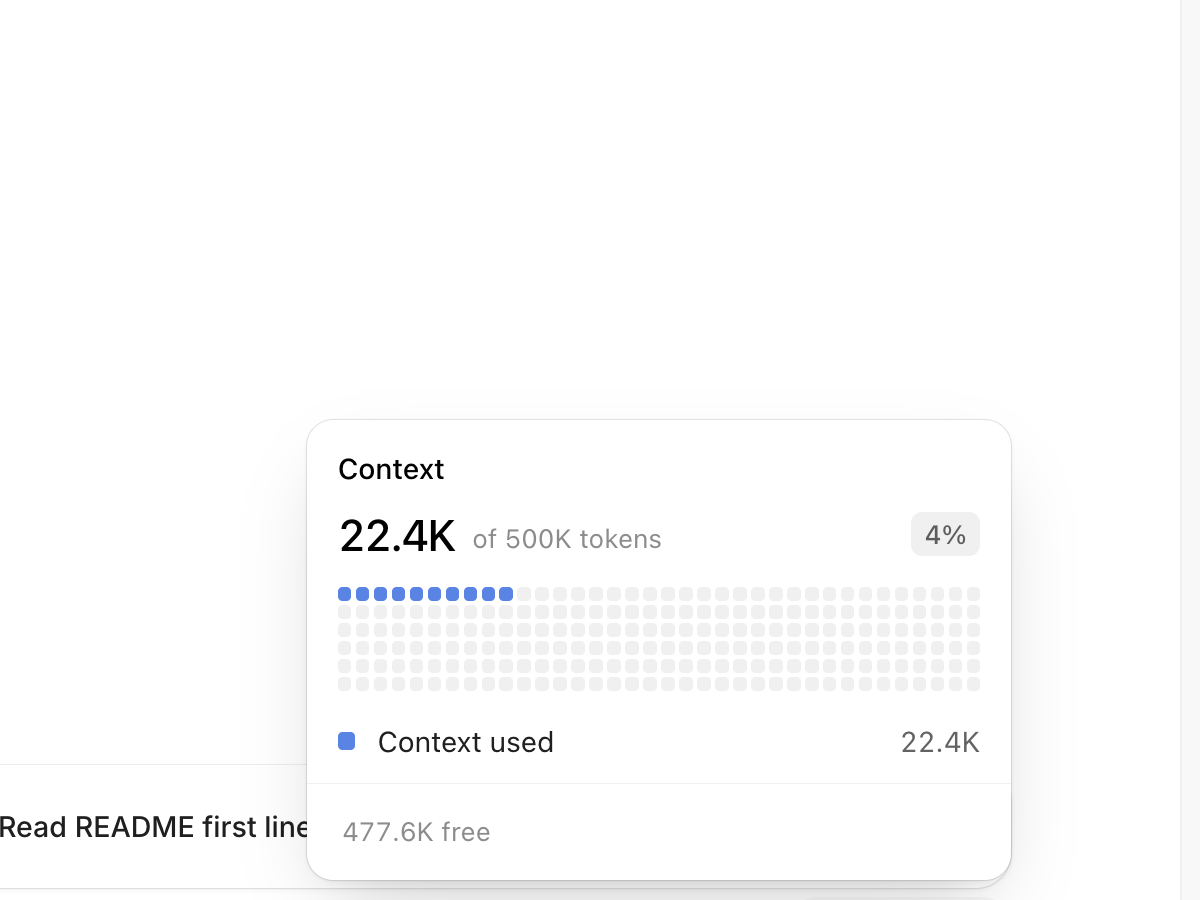 Context
22.4K of 500K tokens
4%
Context used
22.4K
Read README first line
477.6K free